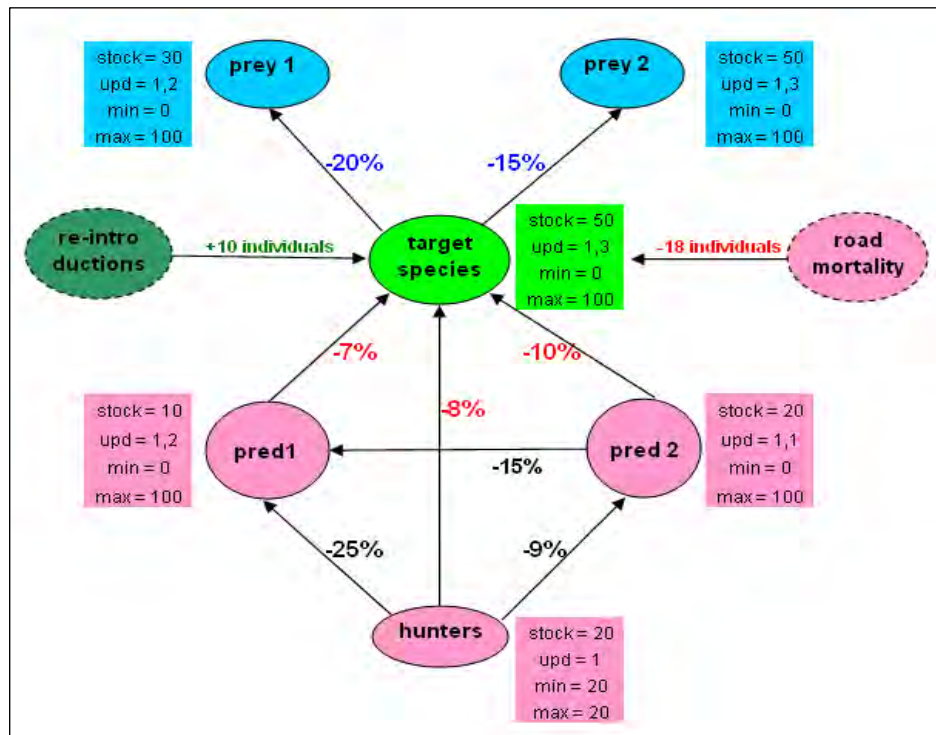 stock = 30
upd = 1,2
min = 0
max = 100
prey 1
prey 2
stock = 50
upd = 1,3
min = 0
max = 100
-20%
-15%
re-intro
ductions
+10 individuals
target
species
stock = 50
upd = 1,3
min = 0
max = 100
-18 individuals
road
mortality
-7%
-10%
-8%
stock = 10
upd = 1,2
min = 0
max = 100
pred1
-15%
pred 2
stock = 20
upd = 1,1
min = 0
max = 100
-25%
-9%
hunters
stock = 20
upd = 1
min = 20
max = 20